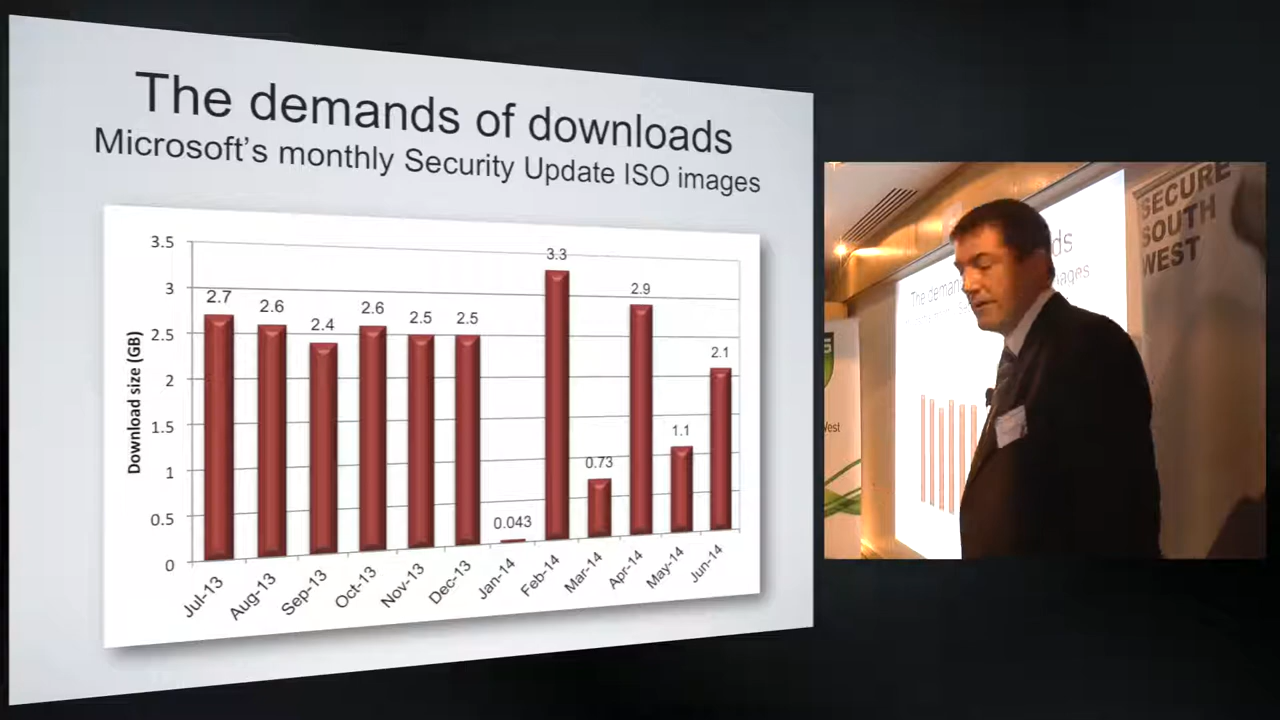 The demands of downloads
Microsoft's monthly Security Update ISO images
Download size (GB)
3.5
3
2.5
2
1.5
1
0.5
0
2.7
2.6
2.4
2.6
2.5
2.5
0.043
3.3
0.73
2.9
1.1
2.1
Jul-13
Aug-13
Sep-13
Oct-13
Nov-13
Dec-13
Jan-14
Feb-14
Mar-14
Apr-14
May-14
Jun-14
SECURE
SOUTH
WEST